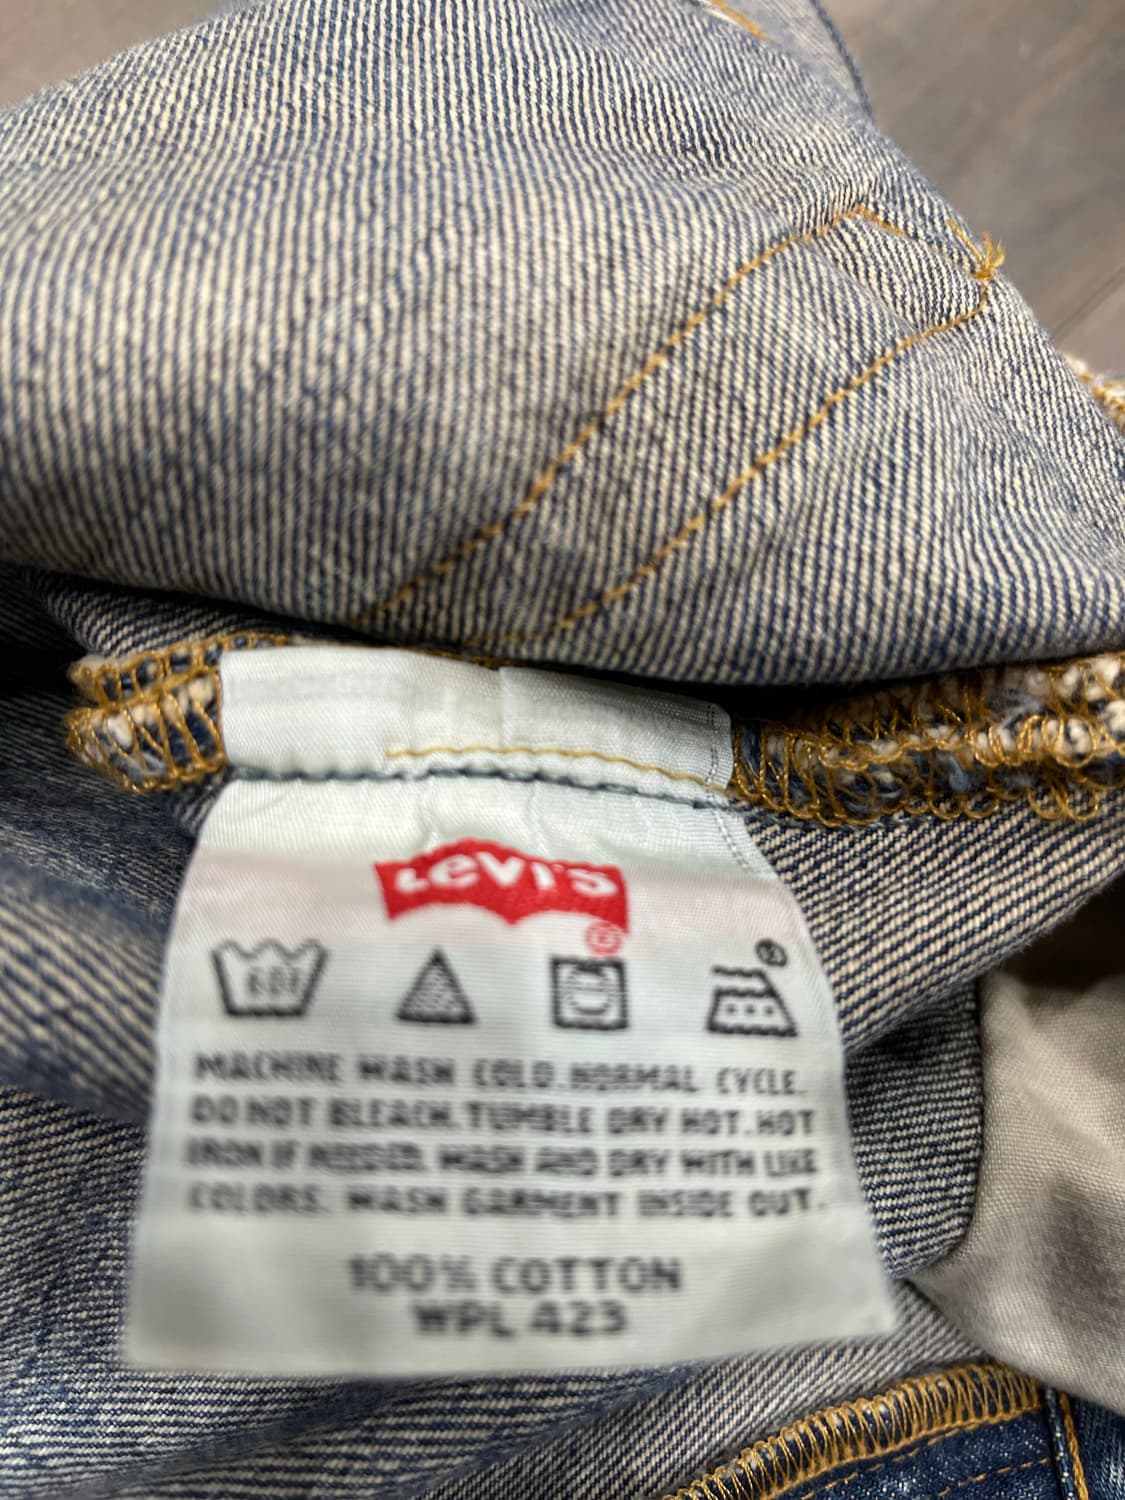 Levi's
®
60F
®
MACHINE WASH COLD. NORMAL CYCLE.
DO NOT BLEACH. TUMBLE DRY HOT. HOT
IRON IF NEEDED. WASH AND DRY WITH LIKE
COLORS. WASH GARMENT INSIDE OUT.
100% COTTON
WPL 423